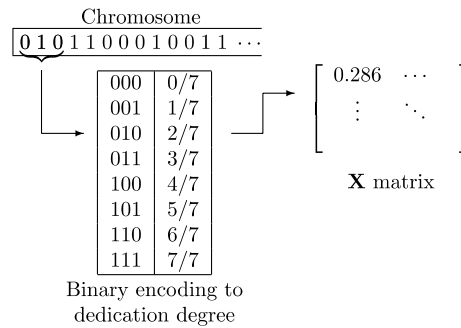 Chromosome
0 1 0 1 1 0 0 0 1 0 0 1 1 ⋯
000 0/7
001 1/7
010 2/7
011 3/7
100 4/7
101 5/7
110 6/7
111 7/7
Binary encoding to
dedication degree
0.286 ⋯
⋮ ⋱
X matrix